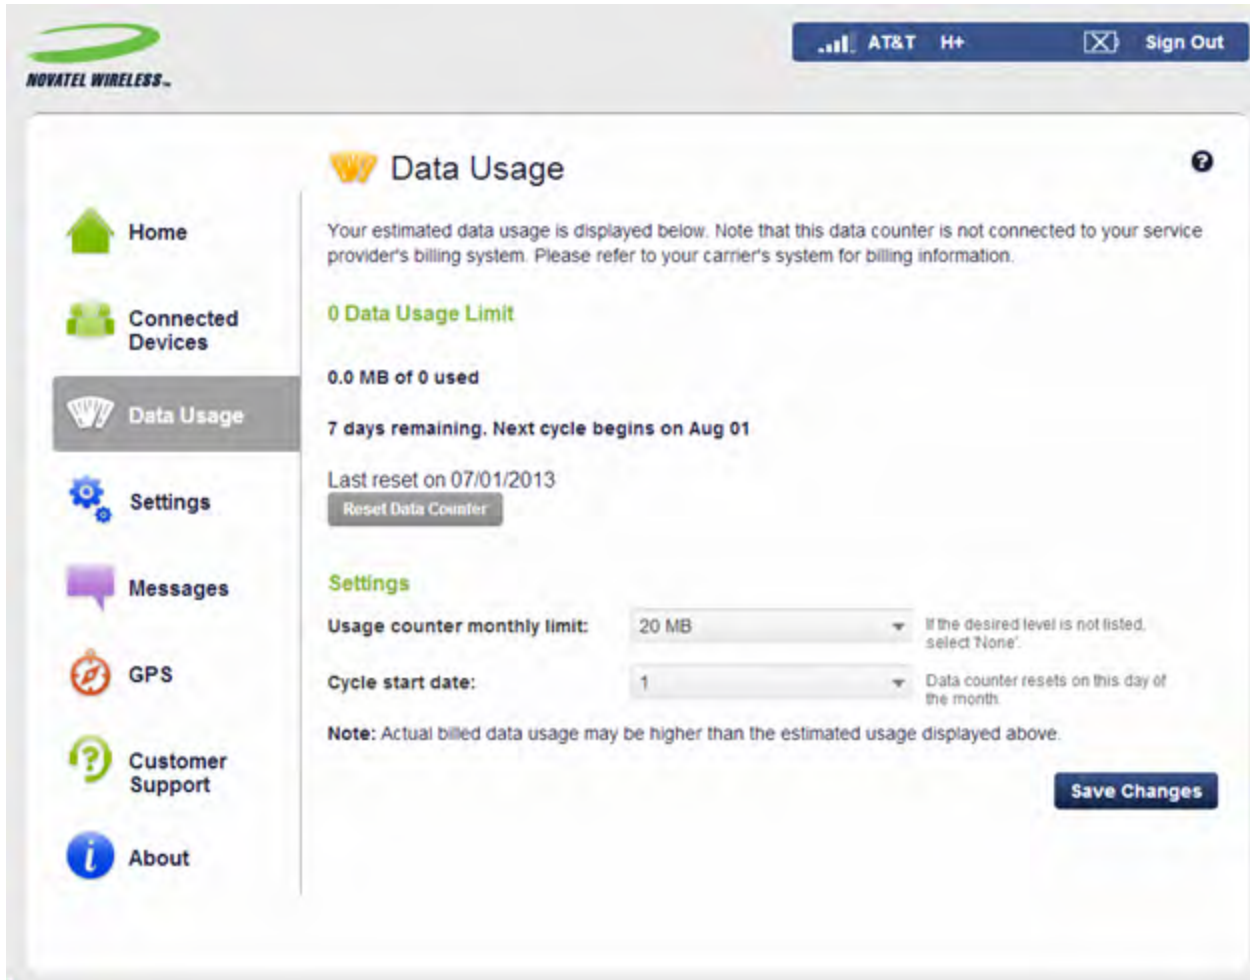 NOVATEL WIRELESS™
AT&T H+ Sign Out
Data Usage
Home
Connected
Devices
Data Usage
Settings
Messages
GPS
Customer
Support
About
Your estimated data usage is displayed below. Note that this data counter is not connected to your service
provider's billing system. Please refer to your carrier's system for billing information.
0 Data Usage Limit
0.0 MB of 0 used
7 days remaining. Next cycle begins on Aug 01
Last reset on 07/01/2013
Reset Data Counter
Settings
Usage counter monthly limit: 20 MB
If the desired level is not listed,
select 'None'.
Cycle start date: 1
Data counter resets on this day of
the month.
Note: Actual billed data usage may be higher than the estimated usage displayed above.
Save Changes